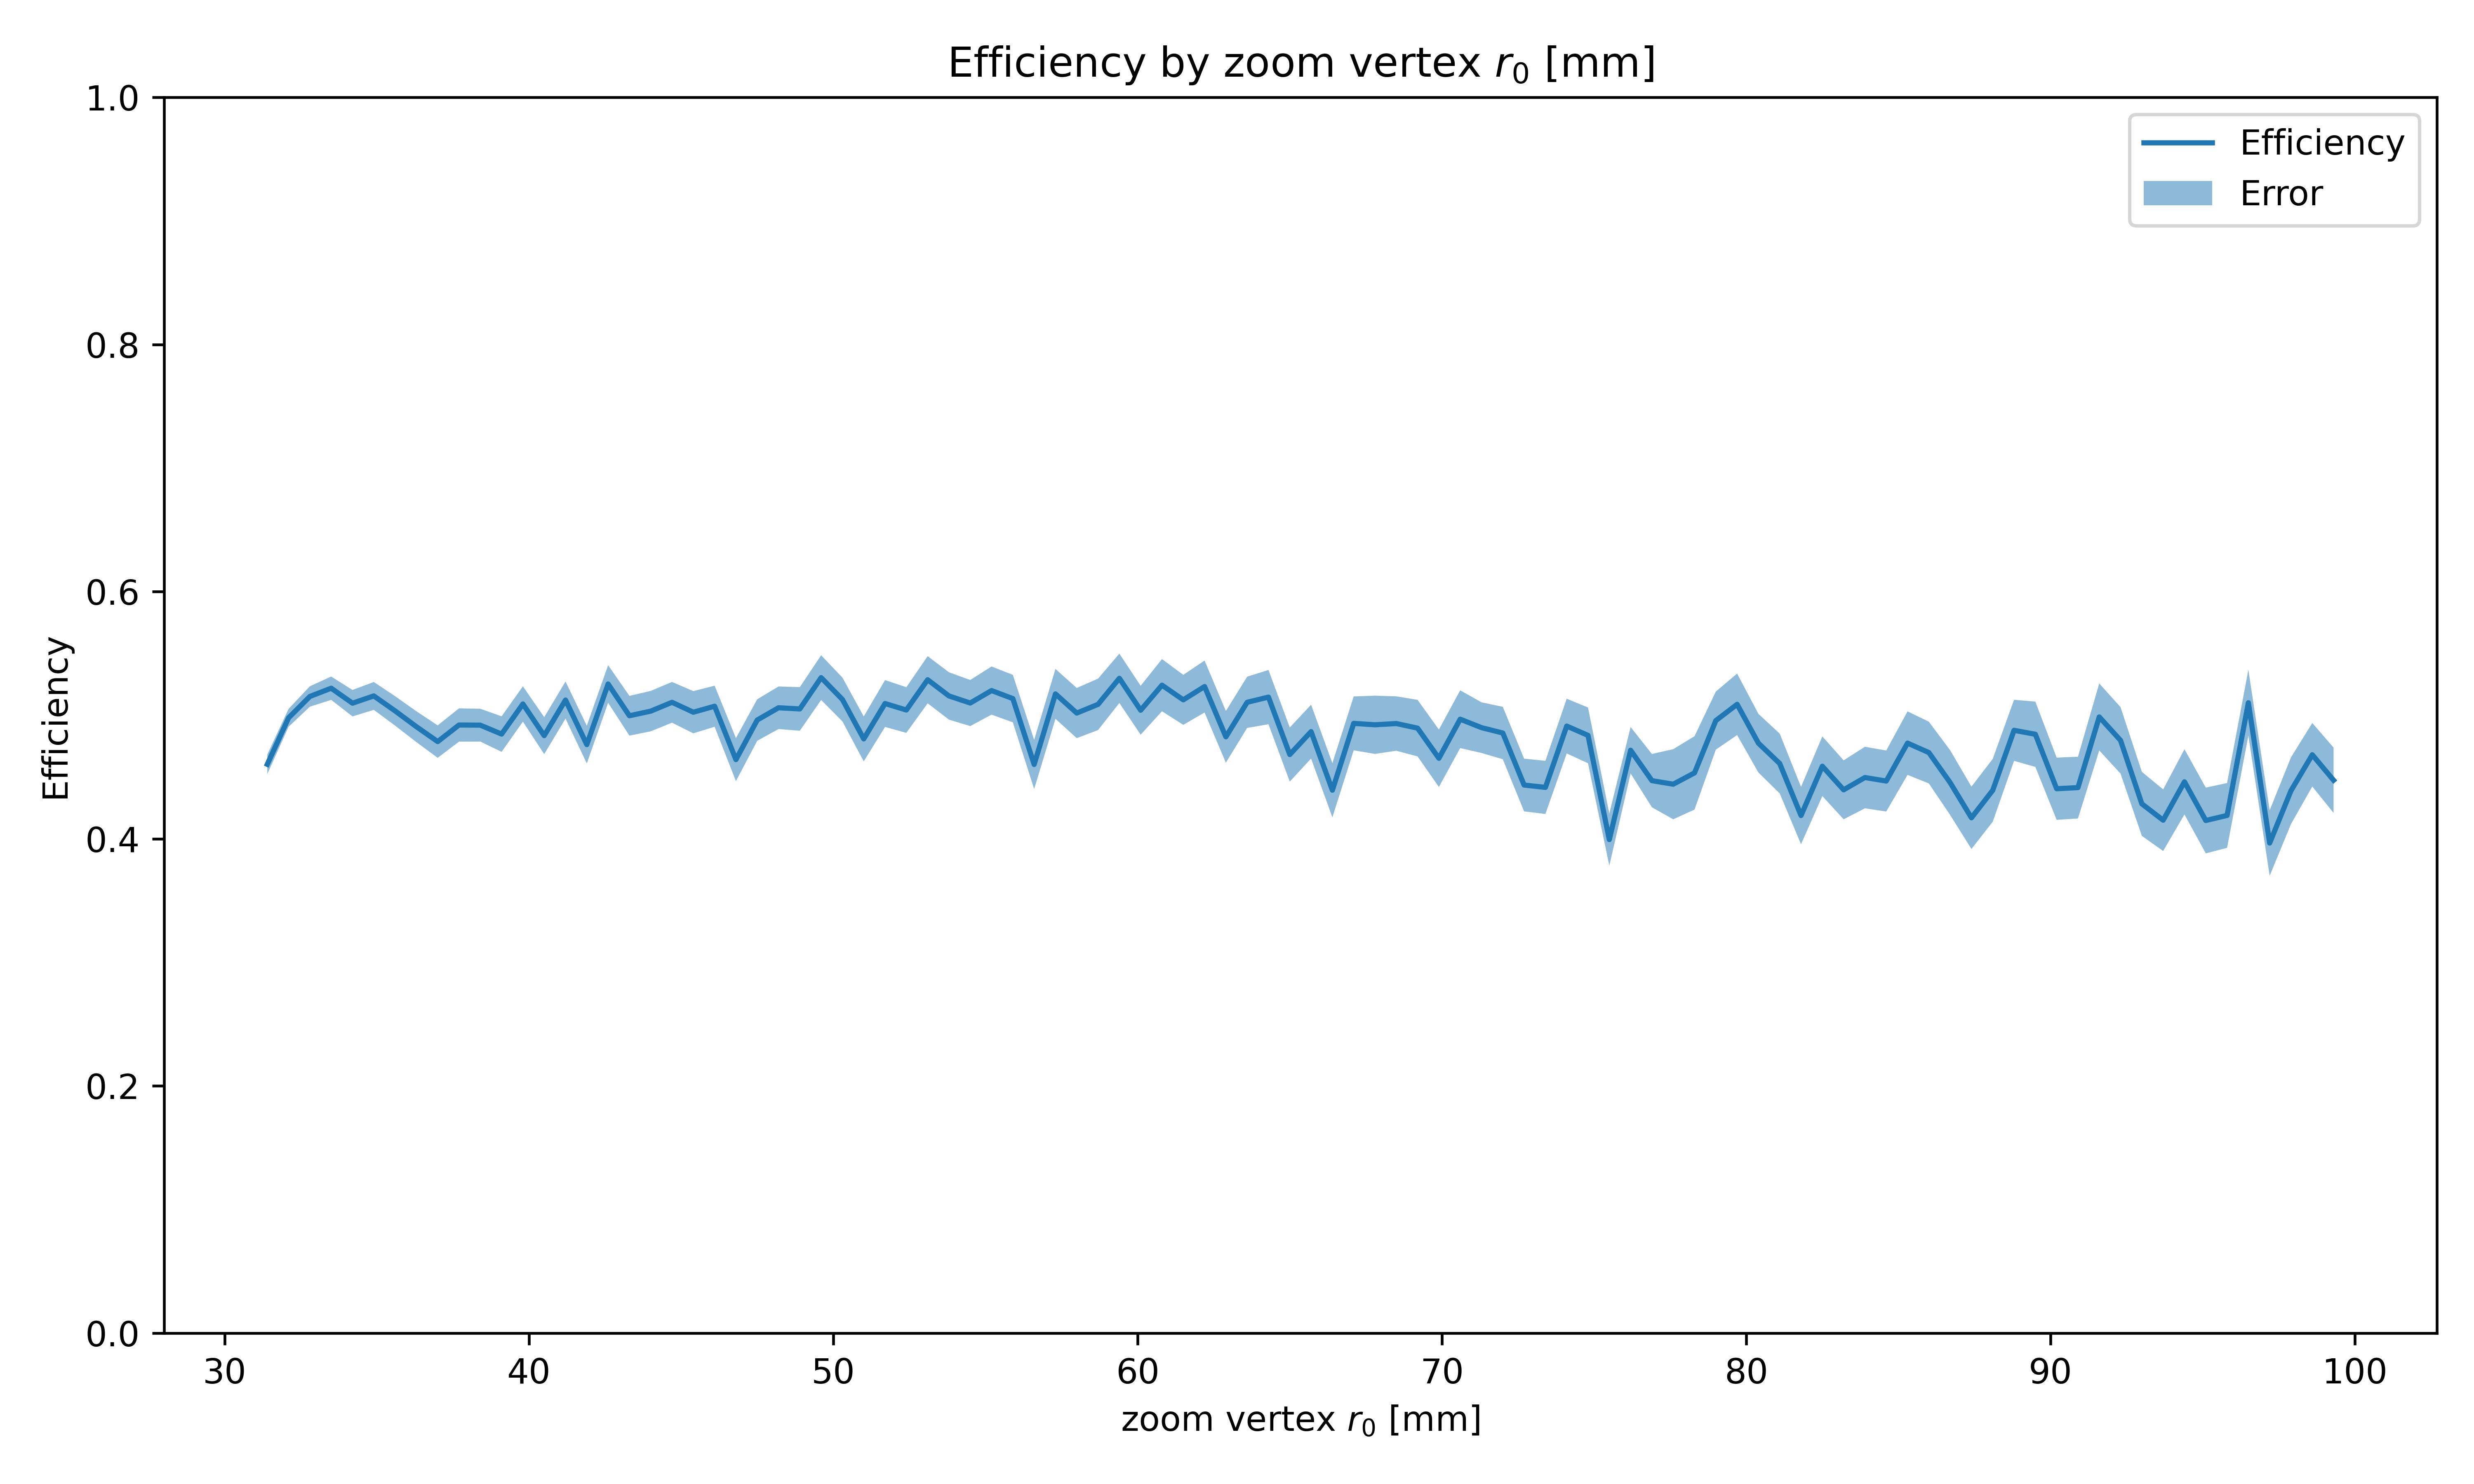 Efficiency by zoom vertex r₀ [mm]
Efficiency
Error
1.0
0.8
0.6
0.4
0.2
0.0
Efficiency
30 40 50 60 70 80 90 100
zoom vertex r₀ [mm]